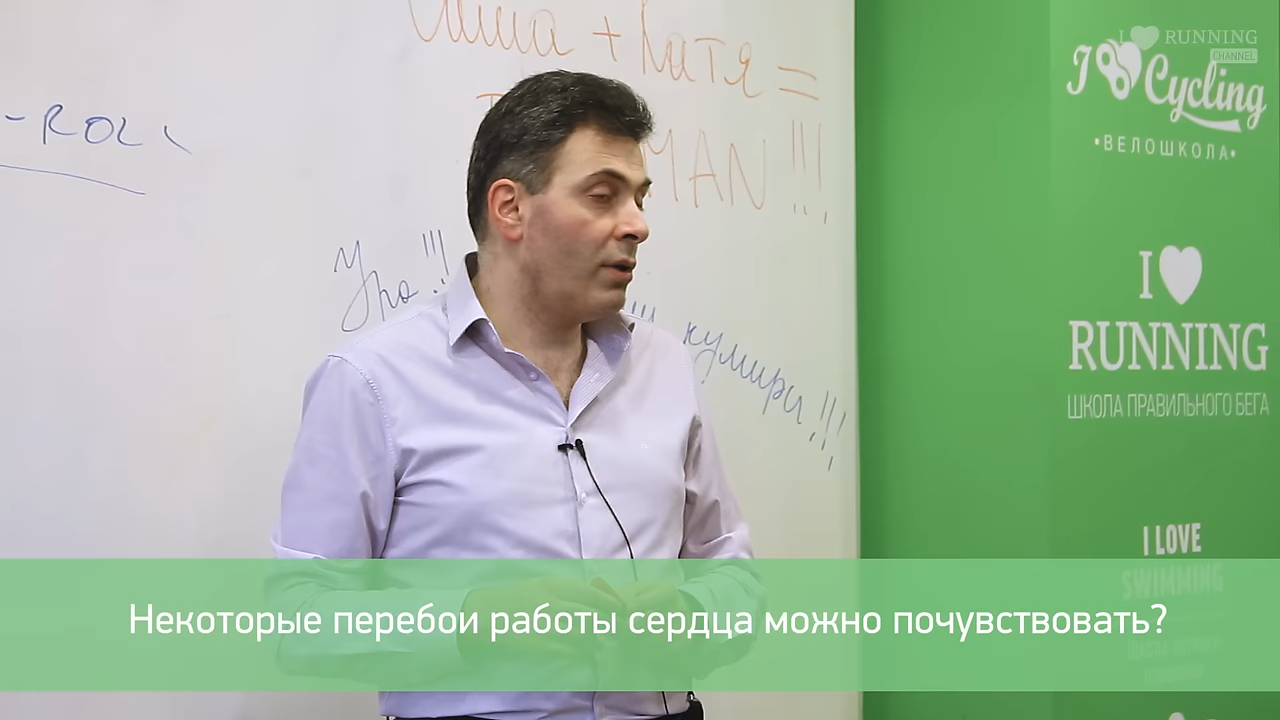 -ROLL
Миша + Катя =
MAN !!!
Ура !!!
!!! кумиры !!!
I RUNNING
CHANNEL
I Cycling
•ВЕЛОШКОЛА•
I
RUNNING
ШКОЛА ПРАВИЛЬНОГО БЕГА
I LOVE
SWIMMING
Некоторые перебои работы сердца можно почувствовать?